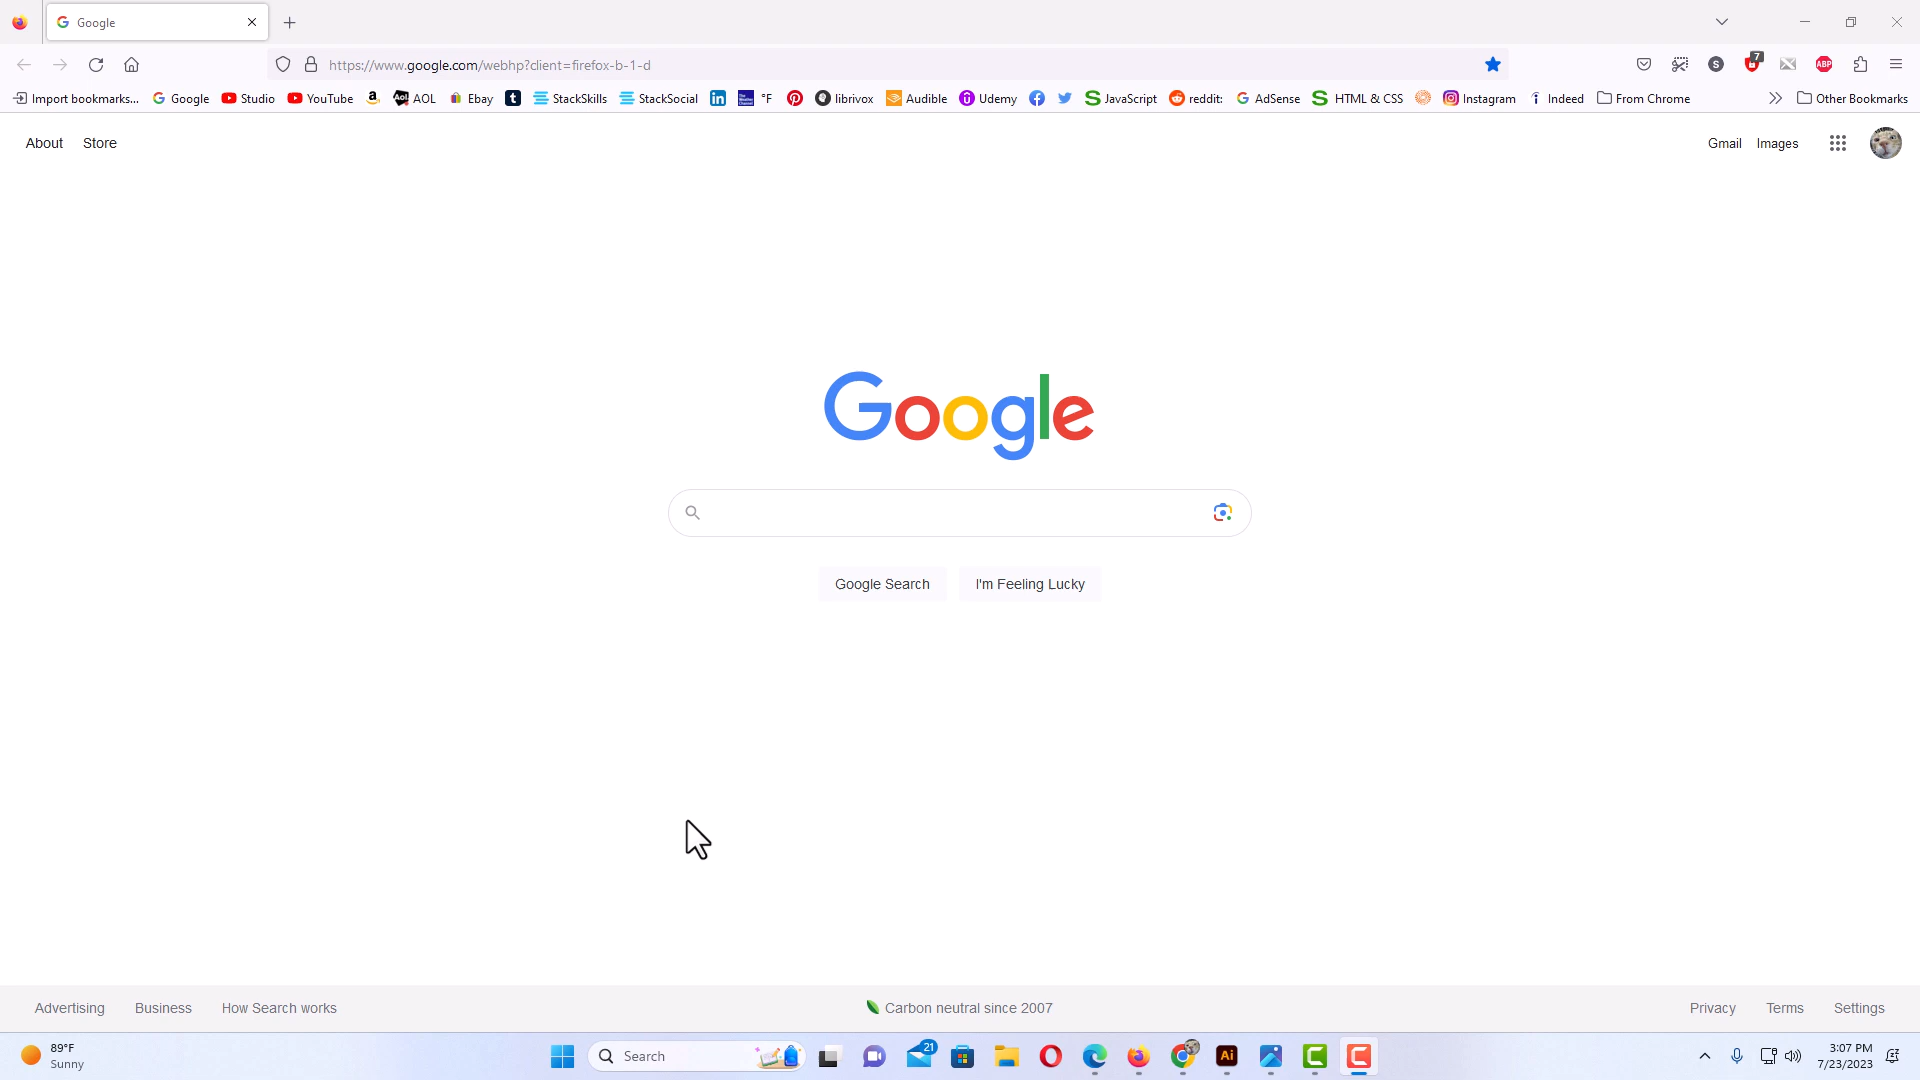 Google
https://www.google.com/webhp?client=firefox-b-1-d
7
S
ABP
Import bookmarks...
Google
Studio
YouTube
AOL
Ebay
StackSkills
StackSocial
°F
librivox
Audible
Udemy
JavaScript
reddit:
AdSense
HTML & CSS
Instagram
Indeed
From Chrome
Other Bookmarks
About
Store
Gmail
Images
Google
Google Search
I'm Feeling Lucky
Advertising
Business
How Search works
Carbon neutral since 2007
Privacy
Terms
Settings
89°F
Sunny
Search
21
Ai
3:07 PM
7/23/2023